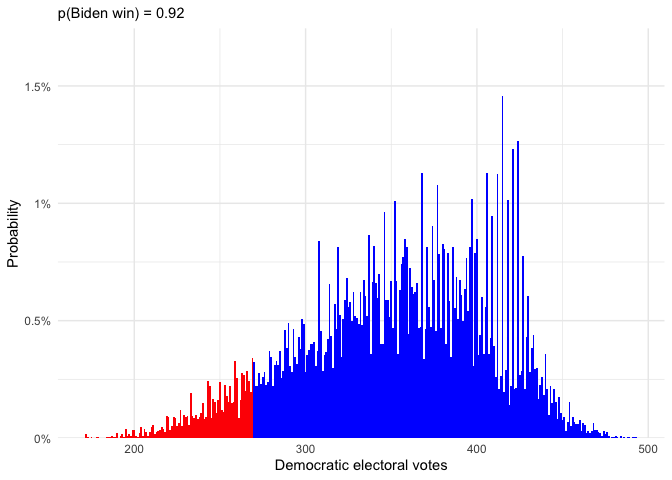 p(Biden win) = 0.92
Probability
1.5%
1%
0.5%
0%
200
300
400
500
Democratic electoral votes